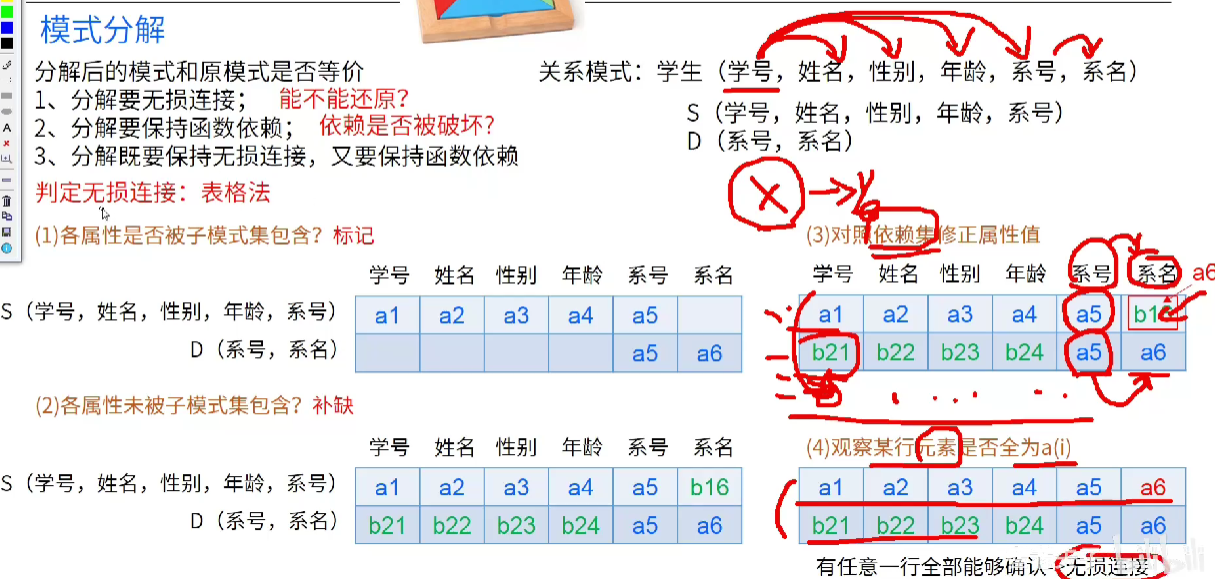 模式分解
分解后的模式和原模式是否等价
1、分解要无损连接； 能不能还原？
2、分解要保持函数依赖； 依赖是否被破坏？
3、分解既要保持无损连接，又要保持函数依赖
判定无损连接：表格法
关系模式：学生（学号，姓名，性别，年龄，系号，系名）
S（学号，姓名，性别，年龄，系号）
D（系号，系名）
X → Y
(1)各属性是否被子模式集包含？标记
学号 姓名 性别 年龄 系号 系名
S（学号，姓名，性别，年龄，系号） a1 a2 a3 a4 a5
D（系号，系名） a5 a6
(2)各属性未被子模式集包含？补缺
学号 姓名 性别 年龄 系号 系名
S（学号，姓名，性别，年龄，系号） a1 a2 a3 a4 a5 b16
D（系号，系名） b21 b22 b23 b24 a5 a6
(3)对照依赖集修正属性值
学号 姓名 性别 年龄 系号 系名 a6
a1 a2 a3 a4 a5
b21 b22 b23 b24 a5 a6
(4)观察某行元素是否全为a(i)
a1 a2 a3 a4 a5 a6
b21 b22 b23 b24 a5 a6
有任意一行全部能够确认 无损连接